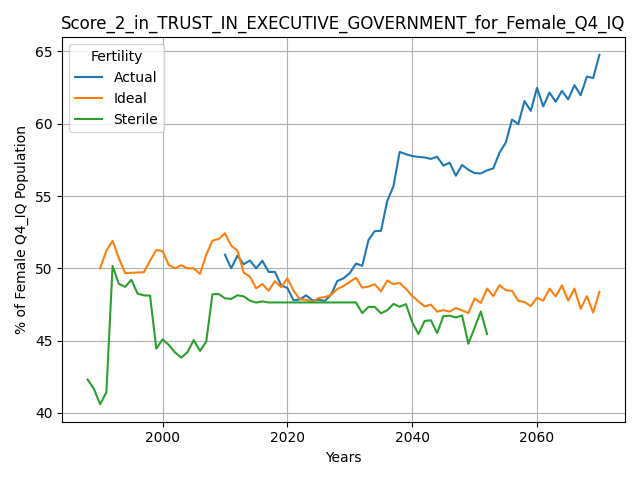 Score_2_in_TRUST_IN_EXECUTIVE_GOVERNMENT_for_Female_Q4_IQ
Fertility
Actual
Ideal
Sterile
% of Female Q4_IQ Population
65
60
55
50
45
40
2000
2020
2040
2060
Years